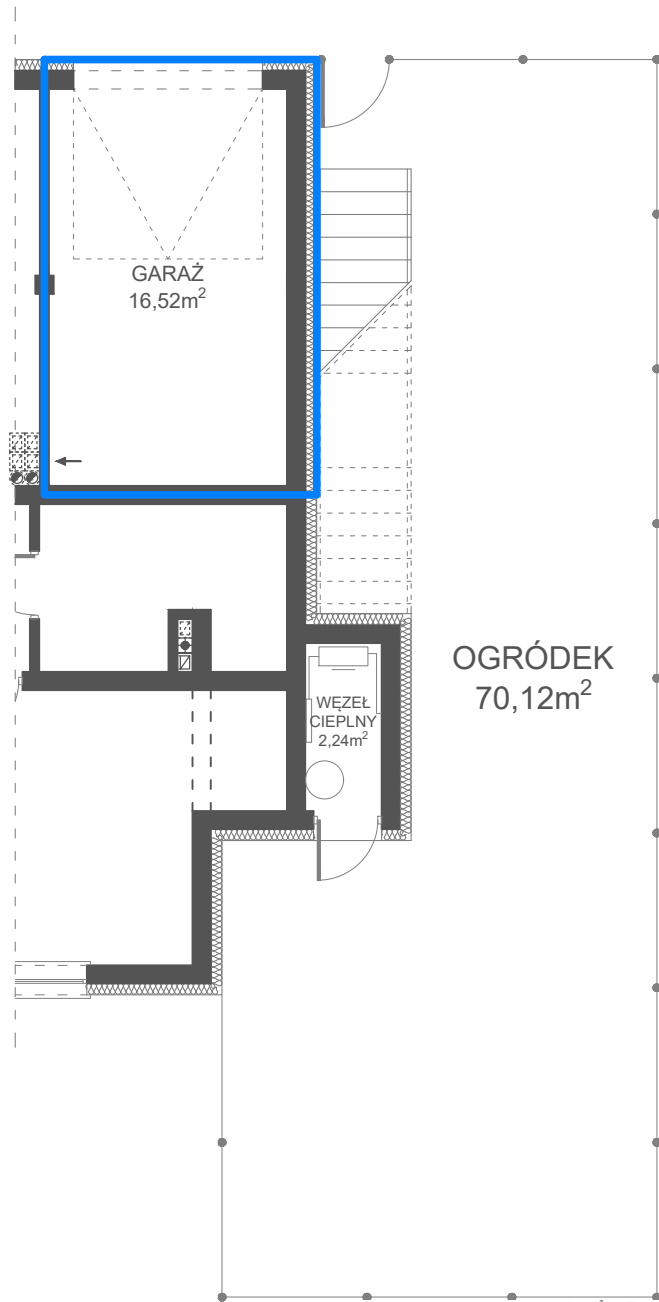 GARAŻ
16,52m²
OGRÓDEK
70,12m²
WĘZEŁ
CIEPLNY
2,24m²